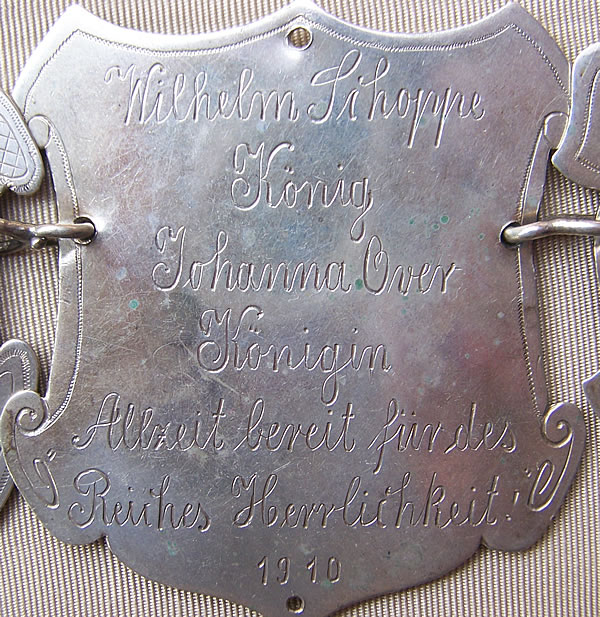 Wilhelm Schoppe
König
Johanna Over
Königin
„Allzeit bereit für des
Reiches Herrlichkeit!“
1910